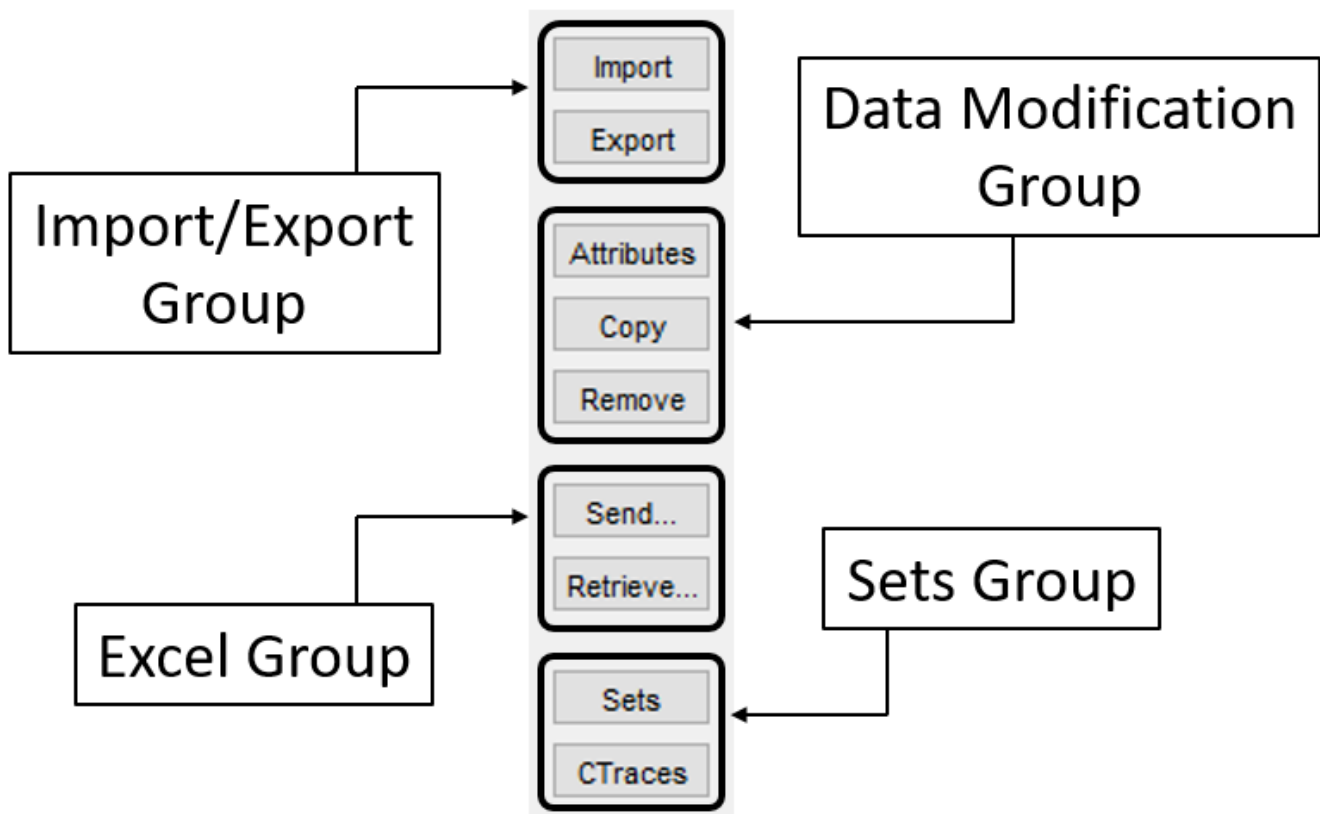 Import
Export
Import/Export
Group
Data Modification
Group
Attributes
Copy
Remove
Send...
Retrieve...
Excel Group
Sets Group
Sets
CTraces